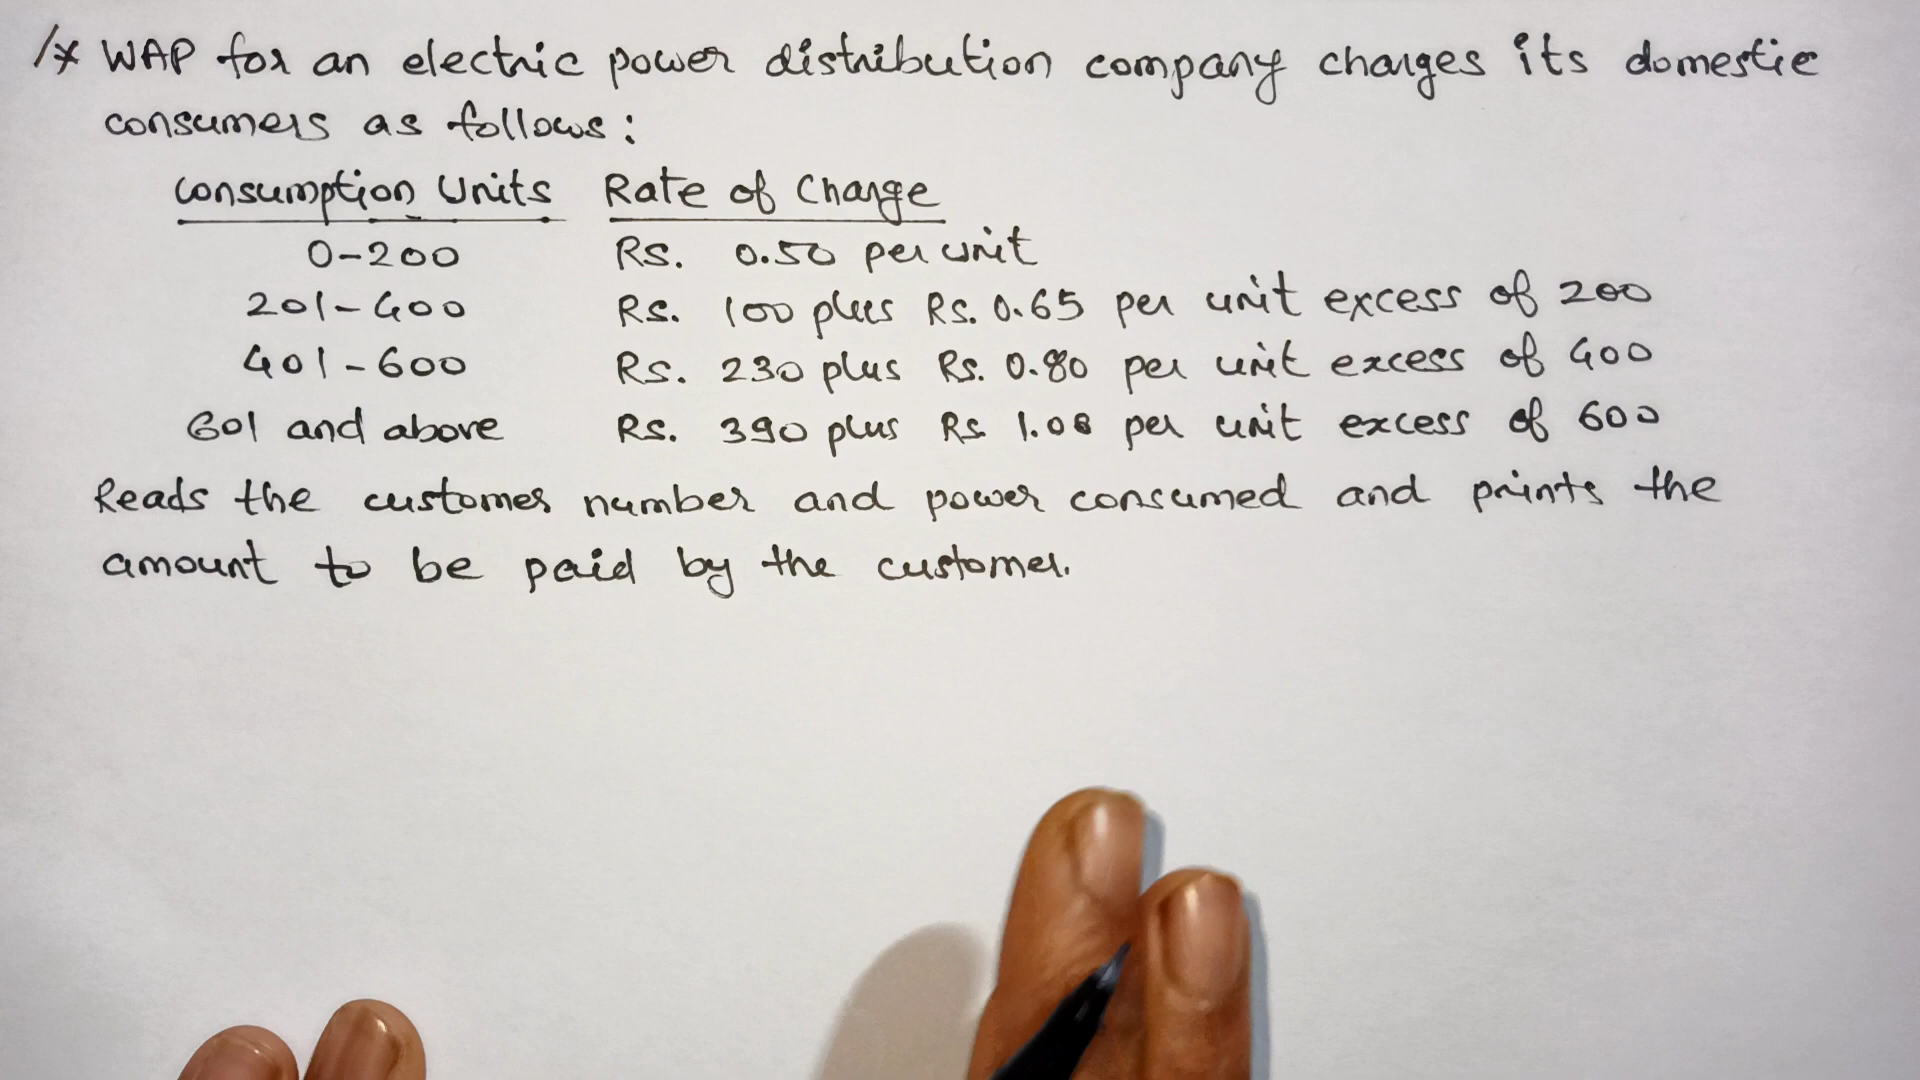 /* WAP for an electric power distribution company charges its domestic
consumers as follows:
Consumption Units Rate of Charge
0-200 RS. 0.50 per unit
201-400 RS. 100 plus RS. 0.65 per unit excess of 200
401-600 RS. 230 plus RS. 0.80 per unit excess of 400
601 and above RS. 390 plus RS 1.08 per unit excess of 600
Reads the customer number and power consumed and prints the
amount to be paid by the customer.